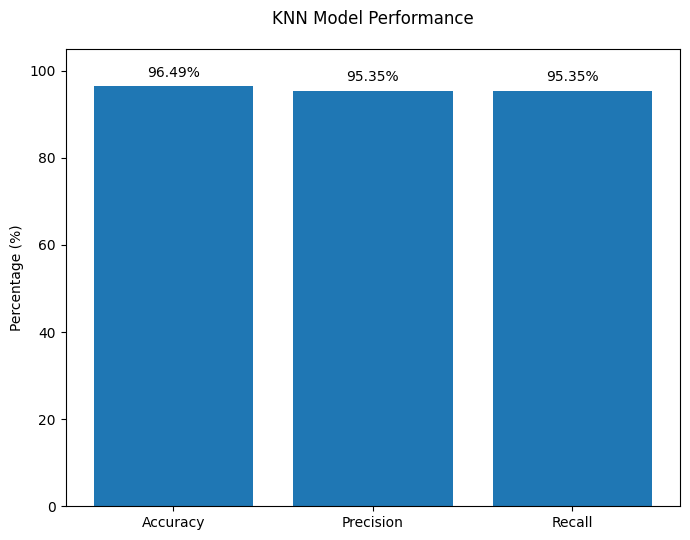 KNN Model Performance
96.49%
95.35%
95.35%
100
80
60
40
20
0
Percentage (%)
Accuracy
Precision
Recall